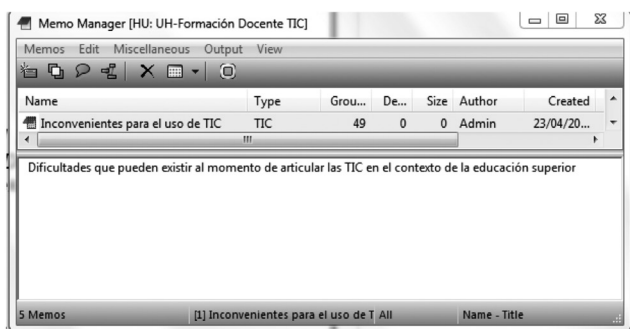 Memo Manager [HU: UH-Formación Docente TIC]
Memos Edit Miscellaneous Output View
Name Type Grou... De... Size Author Created
Inconvenientes para el uso de TIC TIC 49 0 0 Admin 23/04/20...
Dificultades que pueden existir al momento de articular las TIC en el contexto de la educación superior
5 Memos [1] Inconvenientes para el uso de T All Name - Title